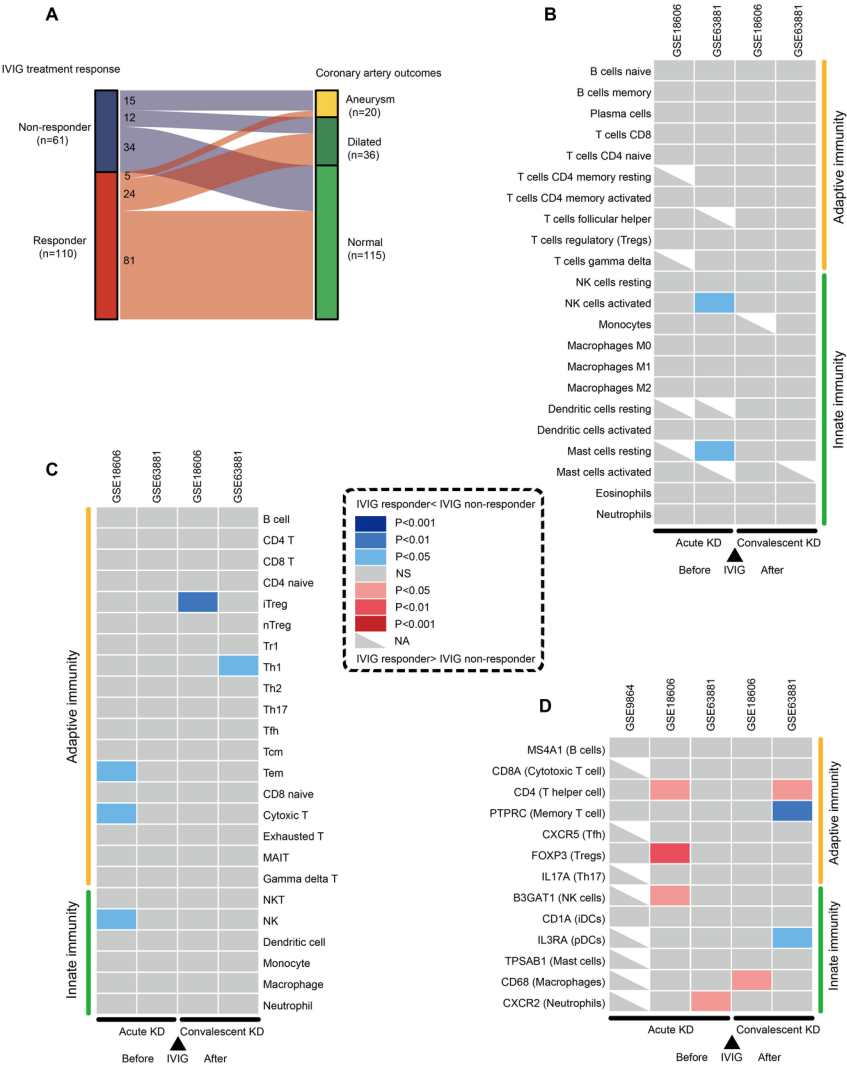 A
IVIG treatment response
Coronary artery outcomes
Non-responder
(n=61)
Responder
(n=110)
15
12
34
5
24
81
Aneurysm
(n=20)
Dilated
(n=36)
Normal
(n=115)
B
GSE18606
GSE63881
GSE18606
GSE63881
B cells naive
B cells memory
Plasma cells
T cells CD8
T cells CD4 naive
T cells CD4 memory resting
T cells CD4 memory activated
T cells follicular helper
T cells regulatory (Tregs)
T cells gamma delta
NK cells resting
NK cells activated
Monocytes
Macrophages M0
Macrophages M1
Macrophages M2
Dendritic cells resting
Dendritic cells activated
Mast cells resting
Mast cells activated
Eosinophils
Neutrophils
Adaptive immunity
Innate immunity
Acute KD
Convalescent KD
Before IVIG After
C
GSE18606
GSE63881
GSE18606
GSE63881
B cell
CD4 T
CD8 T
CD4 naive
iTreg
nTreg
Tr1
Th1
Th2
Th17
Tfh
Tcm
Tem
CD8 naive
Cytoxic T
Exhausted T
MAIT
Gamma delta T
NKT
NK
Dendritic cell
Monocyte
Macrophage
Neutrophil
Adaptive immunity
Innate immunity
Acute KD
Convalescent KD
Before IVIG After
IVIG responder< IVIG non-responder
P<0.001
P<0.01
P<0.05
NS
P<0.05
P<0.01
P<0.001
NA
IVIG responder> IVIG non-responder
D
GSE9864
GSE18606
GSE63881
GSE18606
GSE63881
MS4A1 (B cells)
CD8A (Cytotoxic T cell)
CD4 (T helper cell)
PTPRC (Memory T cell)
CXCR5 (Tfh)
FOXP3 (Tregs)
IL17A (Th17)
B3GAT1 (NK cells)
CD1A (iDCs)
IL3RA (pDCs)
TPSAB1 (Mast cells)
CD68 (Macrophages)
CXCR2 (Neutrophils)
Adaptive immunity
Innate immunity
Acute KD
Convalescent KD
Before IVIG After